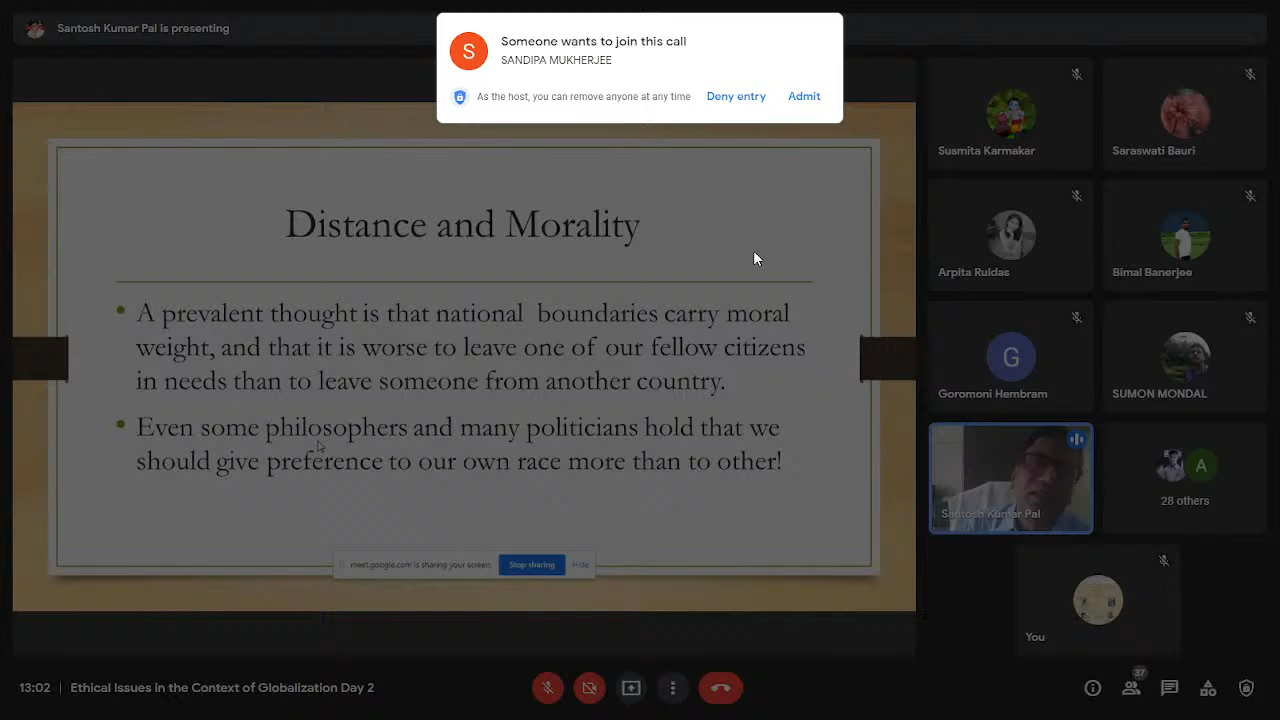 Santosh Kumar Pal is presenting
S
Someone wants to join this call
SANDIPA MUKHERJEE
As the host, you can remove anyone at any time
Deny entry
Admit
Distance and Morality
• A prevalent thought is that national boundaries carry moral
weight, and that it is worse to leave one of our fellow citizens
in needs than to leave someone from another country.
• Even some philosophers and many politicians hold that we
should give preference to our own race more than to other!
meet.google.com is sharing your screen.
Stop sharing
Hide
Susmita Karmakar
Saraswati Bauri
Arpita Ruidas
Bimal Banerjee
G
Goromoni Hembram
SUMON MONDAL
Santosh Kumar Pal
A
28 others
You
13:02 | Ethical Issues in the Context of Globalization Day 2
37